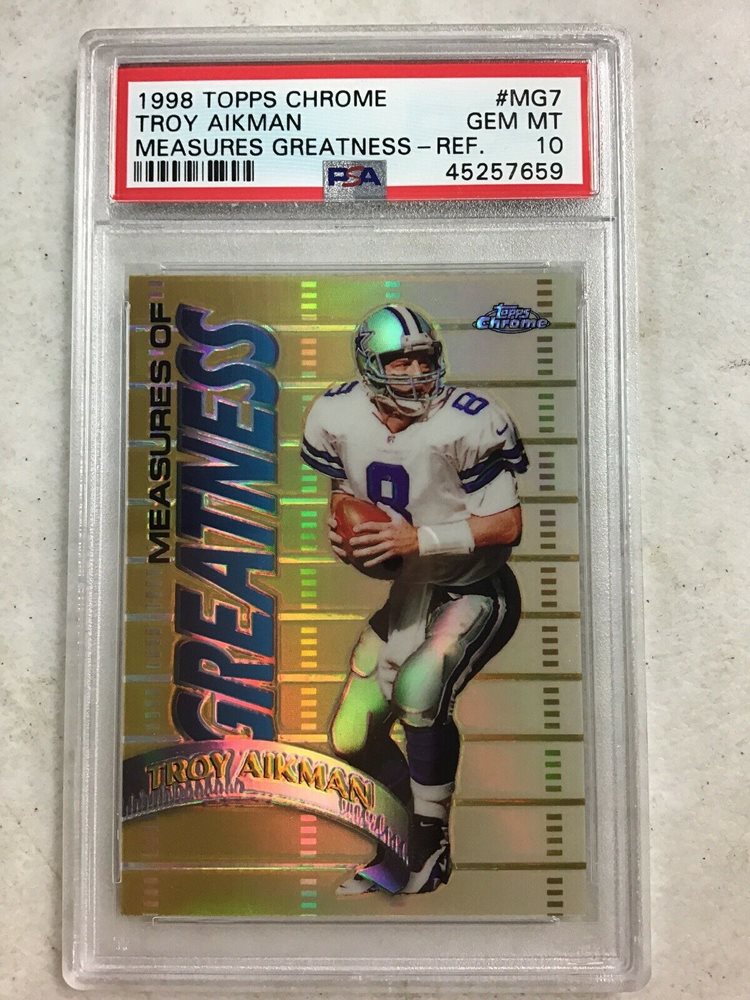 1998 TOPPS CHROME #MG7
TROY AIKMAN GEM MT
MEASURES GREATNESS – REF. 10
PSA 45257659
Topps
Chrome
MEASURES OF
GREATNESS
8
8
TROY AIKMAN